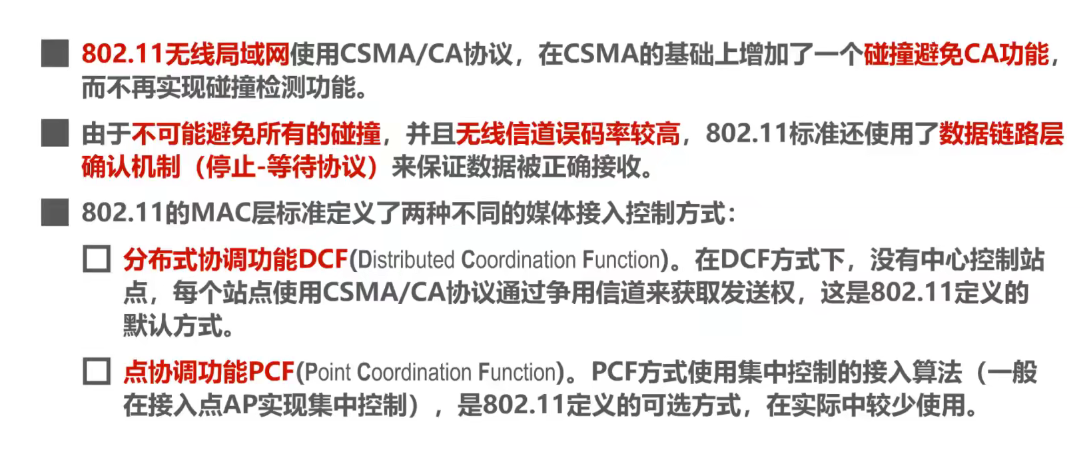 802.11无线局域网使用CSMA/CA协议，在CSMA的基础上增加了一个碰撞避免CA功能，
而不再实现碰撞检测功能。
由于不可能避免所有的碰撞，并且无线信道误码率较高，802.11标准还使用了数据链路层
确认机制（停止-等待协议）来保证数据被正确接收。
802.11的MAC层标准定义了两种不同的媒体接入控制方式：
分布式协调功能DCF(Distributed Coordination Function)。在DCF方式下，没有中心控制站
点，每个站点使用CSMA/CA协议通过争用信道来获取发送权，这是802.11定义的
默认方式。
点协调功能PCF(Point Coordination Function)。PCF方式使用集中控制的接入算法（一般
在接入点AP实现集中控制），是802.11定义的可选方式，在实际中较少使用。